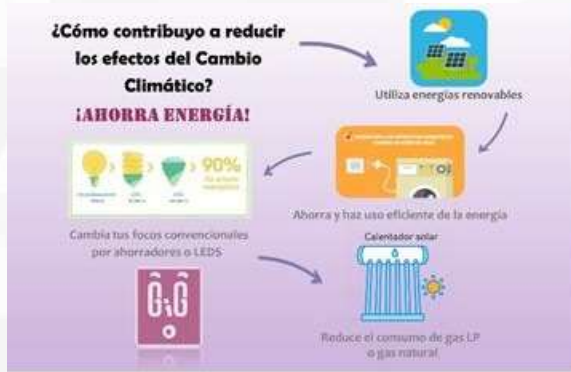 ¿Cómo contribuyo a reducir
los efectos del Cambio
Climático?
¡AHORRA ENERGÍA!
Utiliza energías renovables
Ahorra y haz uso eficiente de la energía
90%
Cambia tus focos convencionales
por ahorradores o LEDS
Calentador solar
Reduce el consumo de gas LP
o gas natural